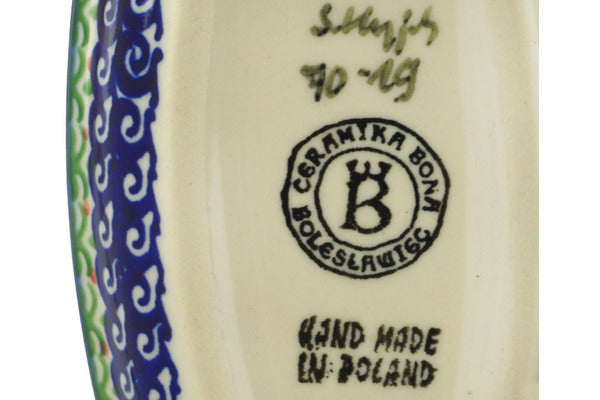 70-19
CERAMIKA BONA
B
BOLESŁAWIEC
HAND MADE
IN POLAND